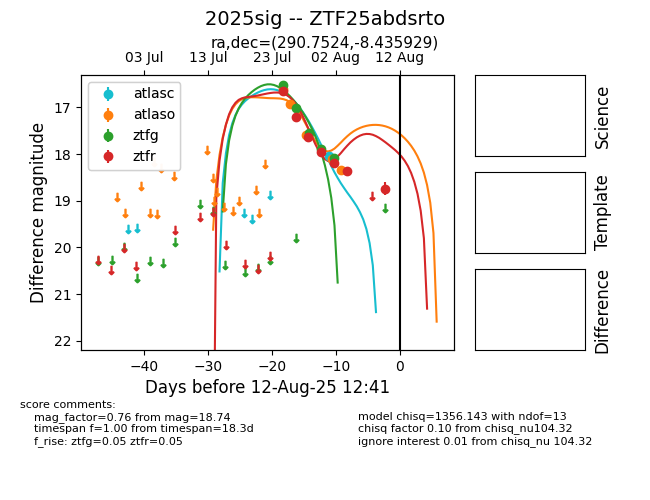 2025sig -- ZTF25abdsrto
ra,dec=(290.7524,-8.435929)
03 Jul 13 Jul 23 Jul 02 Aug 12 Aug
atlasc
atlaso
ztfg
ztfr
Difference magnitude
17
18
19
20
21
22
−40 −30 −20 −10 0
Days before 12-Aug-25 12:41
Science
Template
Difference
score comments:
mag_factor=0.76 from mag=18.74
timespan f=1.00 from timespan=18.3d
f_rise: ztfg=0.05 ztfr=0.05
model chisq=1356.143 with ndof=13
chisq factor 0.10 from chisq_nu104.32
ignore interest 0.01 from chisq_nu 104.32